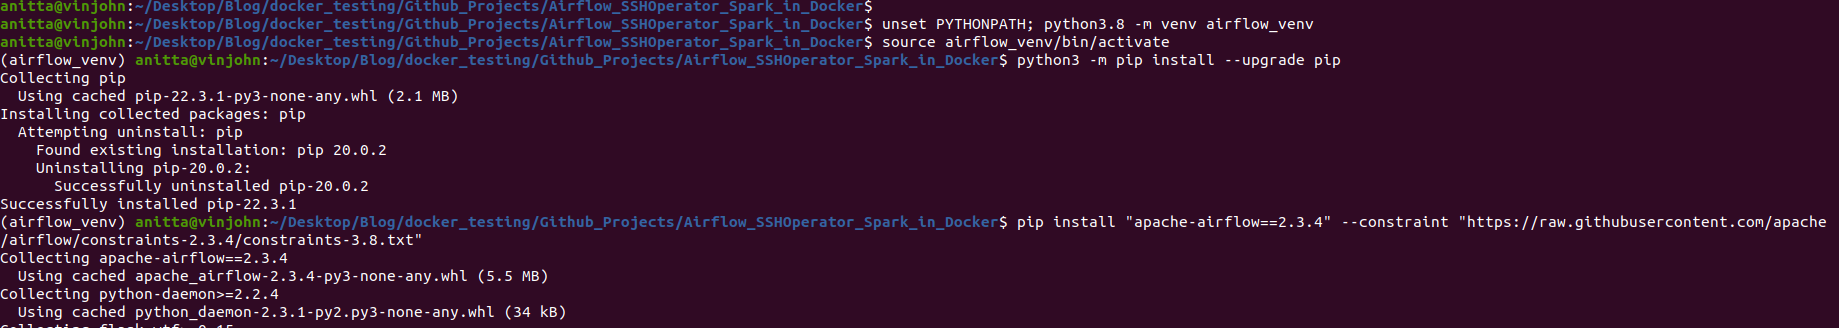 anitta@vinjohn:~/Desktop/Blog/docker_testing/Github_Projects/Airflow_SSHOperator_Spark_in_Docker$
anitta@vinjohn:~/Desktop/Blog/docker_testing/Github_Projects/Airflow_SSHOperator_Spark_in_Docker$ unset PYTHONPATH; python3.8 -m venv airflow_venv
anitta@vinjohn:~/Desktop/Blog/docker_testing/Github_Projects/Airflow_SSHOperator_Spark_in_Docker$ source airflow_venv/bin/activate
(airflow_venv) anitta@vinjohn:~/Desktop/Blog/docker_testing/Github_Projects/Airflow_SSHOperator_Spark_in_Docker$ python3 -m pip install --upgrade pip
Collecting pip
  Using cached pip-22.3.1-py3-none-any.whl (2.1 MB)
Installing collected packages: pip
  Attempting uninstall: pip
    Found existing installation: pip 20.0.2
    Uninstalling pip-20.0.2:
      Successfully uninstalled pip-20.0.2
Successfully installed pip-22.3.1
(airflow_venv) anitta@vinjohn:~/Desktop/Blog/docker_testing/Github_Projects/Airflow_SSHOperator_Spark_in_Docker$ pip install "apache-airflow==2.3.4" --constraint "https://raw.githubusercontent.com/apache
/airflow/constraints-2.3.4/constraints-3.8.txt"
Collecting apache-airflow==2.3.4
  Using cached apache_airflow-2.3.4-py3-none-any.whl (5.5 MB)
Collecting python-daemon>=2.2.4
  Using cached python_daemon-2.3.1-py2.py3-none-any.whl (34 kB)